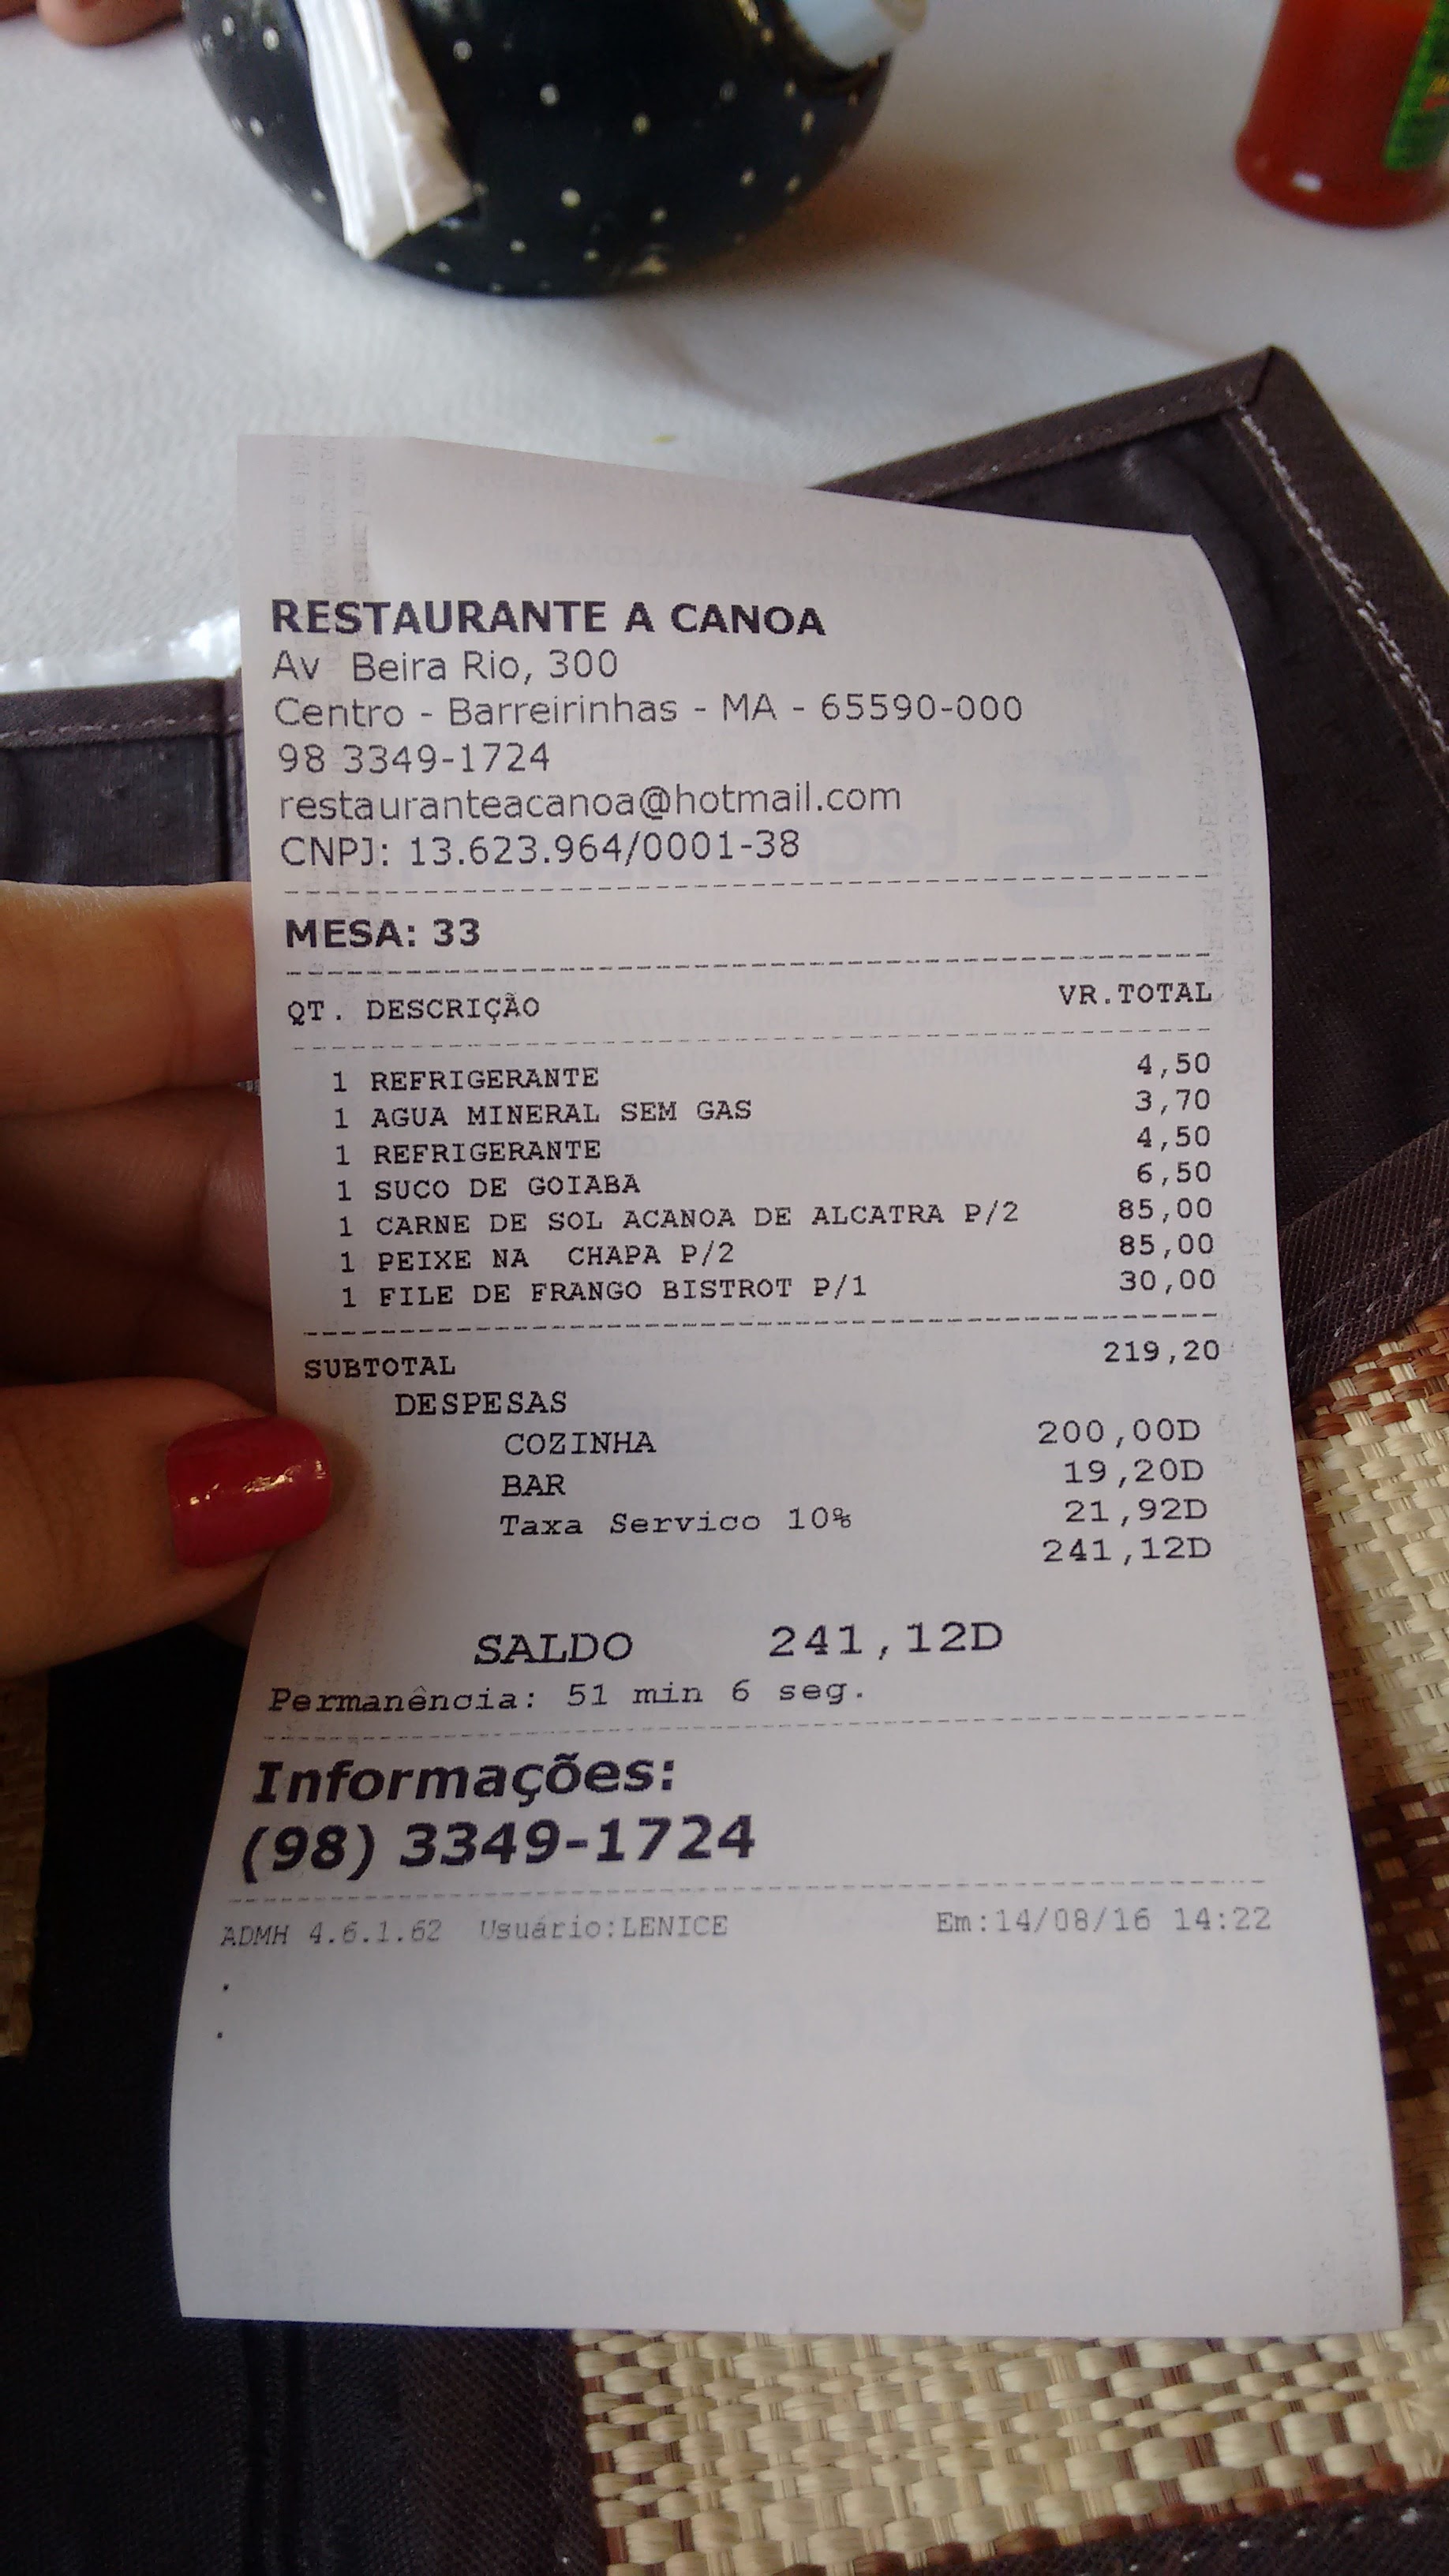 RESTAURANTE A CANOA
Av Beira Rio, 300
Centro - Barreirinhas - MA - 65590-000
98 3349-1724
restauranteacanoa@hotmail.com
CNPJ: 13.623.964/0001-38
MESA: 33
QT. DESCRIÇÃO VR.TOTAL
1 REFRIGERANTE 4,50
1 AGUA MINERAL SEM GAS 3,70
1 REFRIGERANTE 4,50
1 SUCO DE GOIABA 6,50
1 CARNE DE SOL ACANOA DE ALCATRA P/2 85,00
1 PEIXE NA CHAPA P/2 85,00
1 FILE DE FRANGO BISTROT P/1 30,00
SUBTOTAL 219,20
DESPESAS
COZINHA 200,00D
BAR 19,20D
Taxa Servico 10% 21,92D
241,12D
SALDO 241,12D
Permanência: 51 min 6 seg.
Informações:
(98) 3349-1724
ADMH 4.6.1.62 Usuário:LENICE Em:14/08/16 14:22